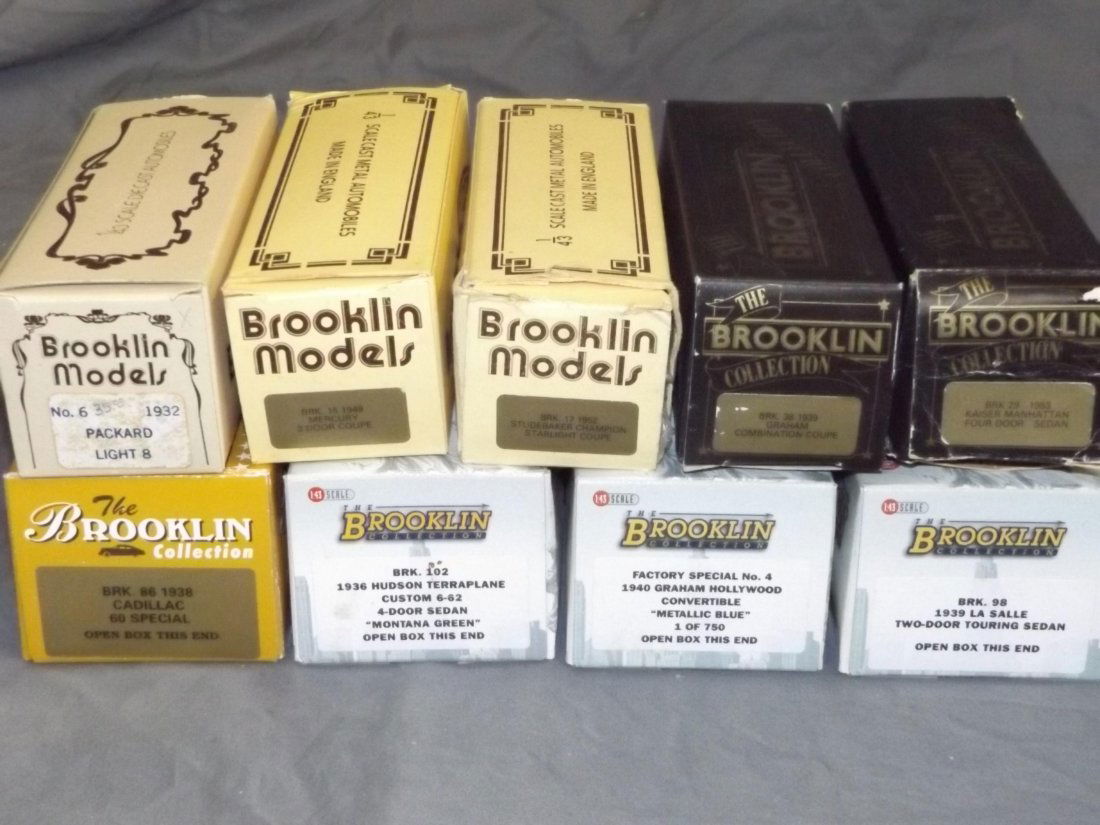 1/43 SCALE DIE CAST AUTOMOBILES
Brooklin
Models
No. 6
1932
PACKARD
LIGHT 8
1/43 SCALE CAST METAL AUTOMOBILES
MADE IN ENGLAND
Brooklin
Models
BRK. 15 1949
MERCURY
2 DOOR COUPE
1/43 SCALE CAST METAL AUTOMOBILES
MADE IN ENGLAND
Brooklin
Models
BRK. 17 1952
STUDEBAKER CHAMPION
STARLIGHT COUPE
BROOKLIN
THE
BROOKLIN
COLLECTION
BRK. 38 1939
GRAHAM
COMBINATION COUPE
BROOKLIN
THE
BROOKLIN
COLLECTION
BRK 29 1953
KAISER MANHATTAN
FOUR DOOR SEDAN
The
BROOKLIN
Collection
BRK. 86 1938
CADILLAC
60 SPECIAL
OPEN BOX THIS END
1:43 SCALE
THE
BROOKLIN
COLLECTION
BRK. 102
1936 HUDSON TERRAPLANE
CUSTOM 6-62
4-DOOR SEDAN
"MONTANA GREEN"
OPEN BOX THIS END
1:43 SCALE
THE
BROOKLIN
COLLECTION
FACTORY SPECIAL No. 4
1940 GRAHAM HOLLYWOOD
CONVERTIBLE
"METALLIC BLUE"
1 OF 750
OPEN BOX THIS END
1:43 SCALE
THE
BROOKLIN
COLLECTION
BRK. 98
1939 LA SALLE
TWO-DOOR TOURING SEDAN
OPEN BOX THIS END